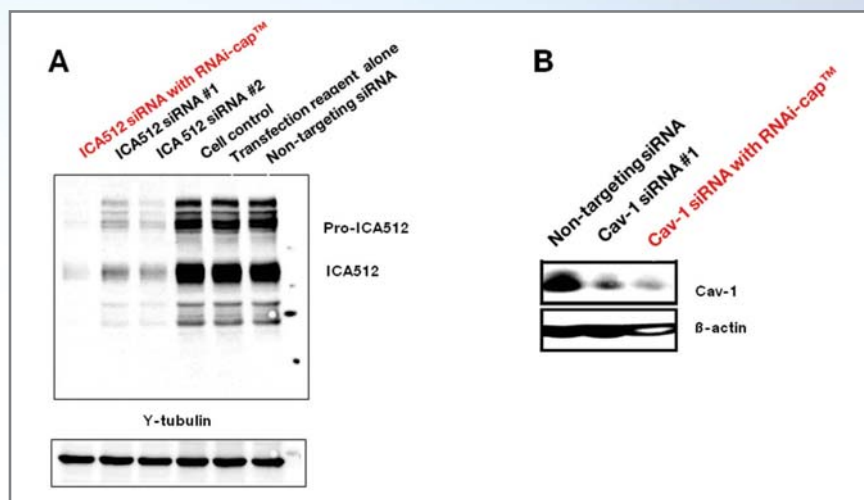 A
ICA512 siRNA with RNAi-cap™
ICA512 siRNA #1
ICA 512 siRNA #2
Cell control
Transfection reagent alone
Non-targeting siRNA
Pro-ICA512
ICA512
Y-tubulin
B
Non-targeting siRNA
Cav-1 siRNA #1
Cav-1 siRNA with RNAi-cap™
Cav-1
ß-actin